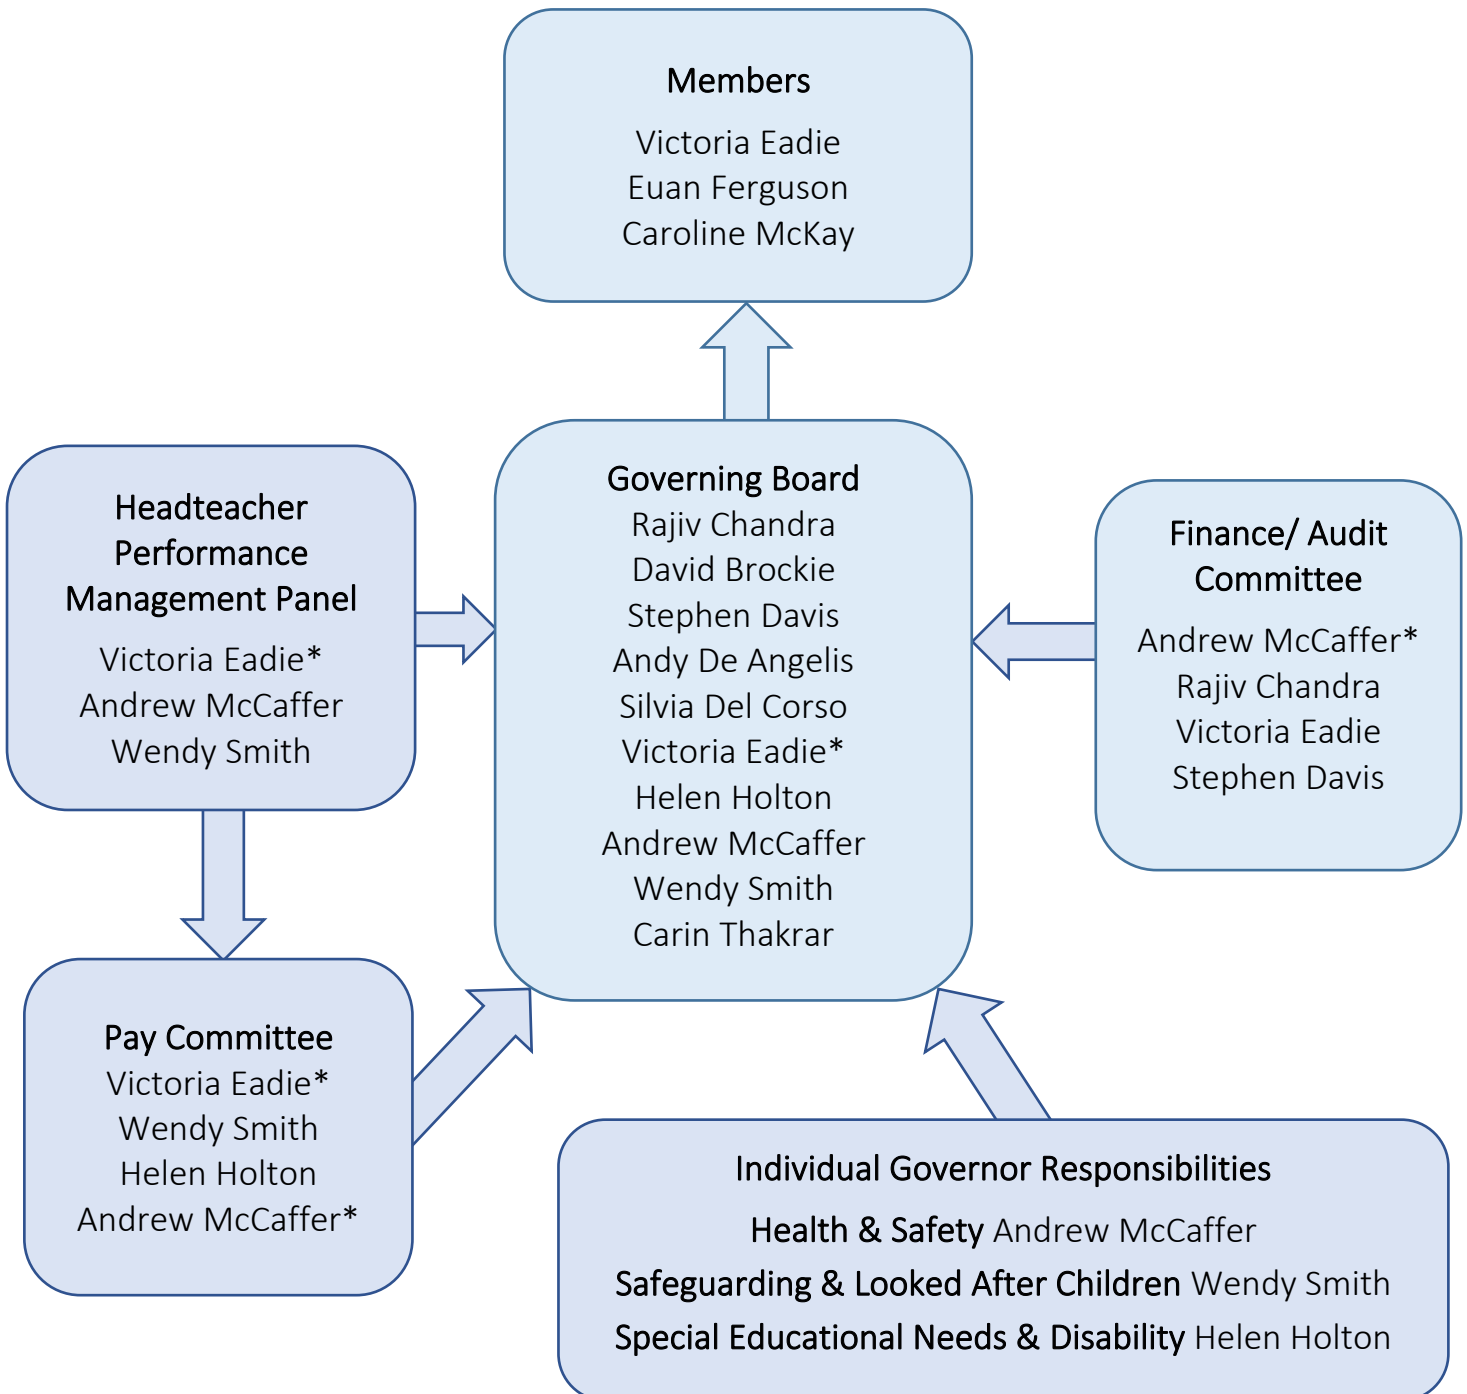 Members
Victoria Eadie
Euan Ferguson
Caroline McKay
Headteacher
Performance
Management Panel
Victoria Eadie*
Andrew McCaffer
Wendy Smith
Governing Board
Rajiv Chandra
David Brockie
Stephen Davis
Andy De Angelis
Silvia Del Corso
Victoria Eadie*
Helen Holton
Andrew McCaffer
Wendy Smith
Carin Thakrar
Finance/ Audit
Committee
Andrew McCaffer*
Rajiv Chandra
Victoria Eadie
Stephen Davis
Pay Committee
Victoria Eadie*
Wendy Smith
Helen Holton
Andrew McCaffer*
Individual Governor Responsibilities
Health & Safety Andrew McCaffer
Safeguarding & Looked After Children Wendy Smith
Special Educational Needs & Disability Helen Holton